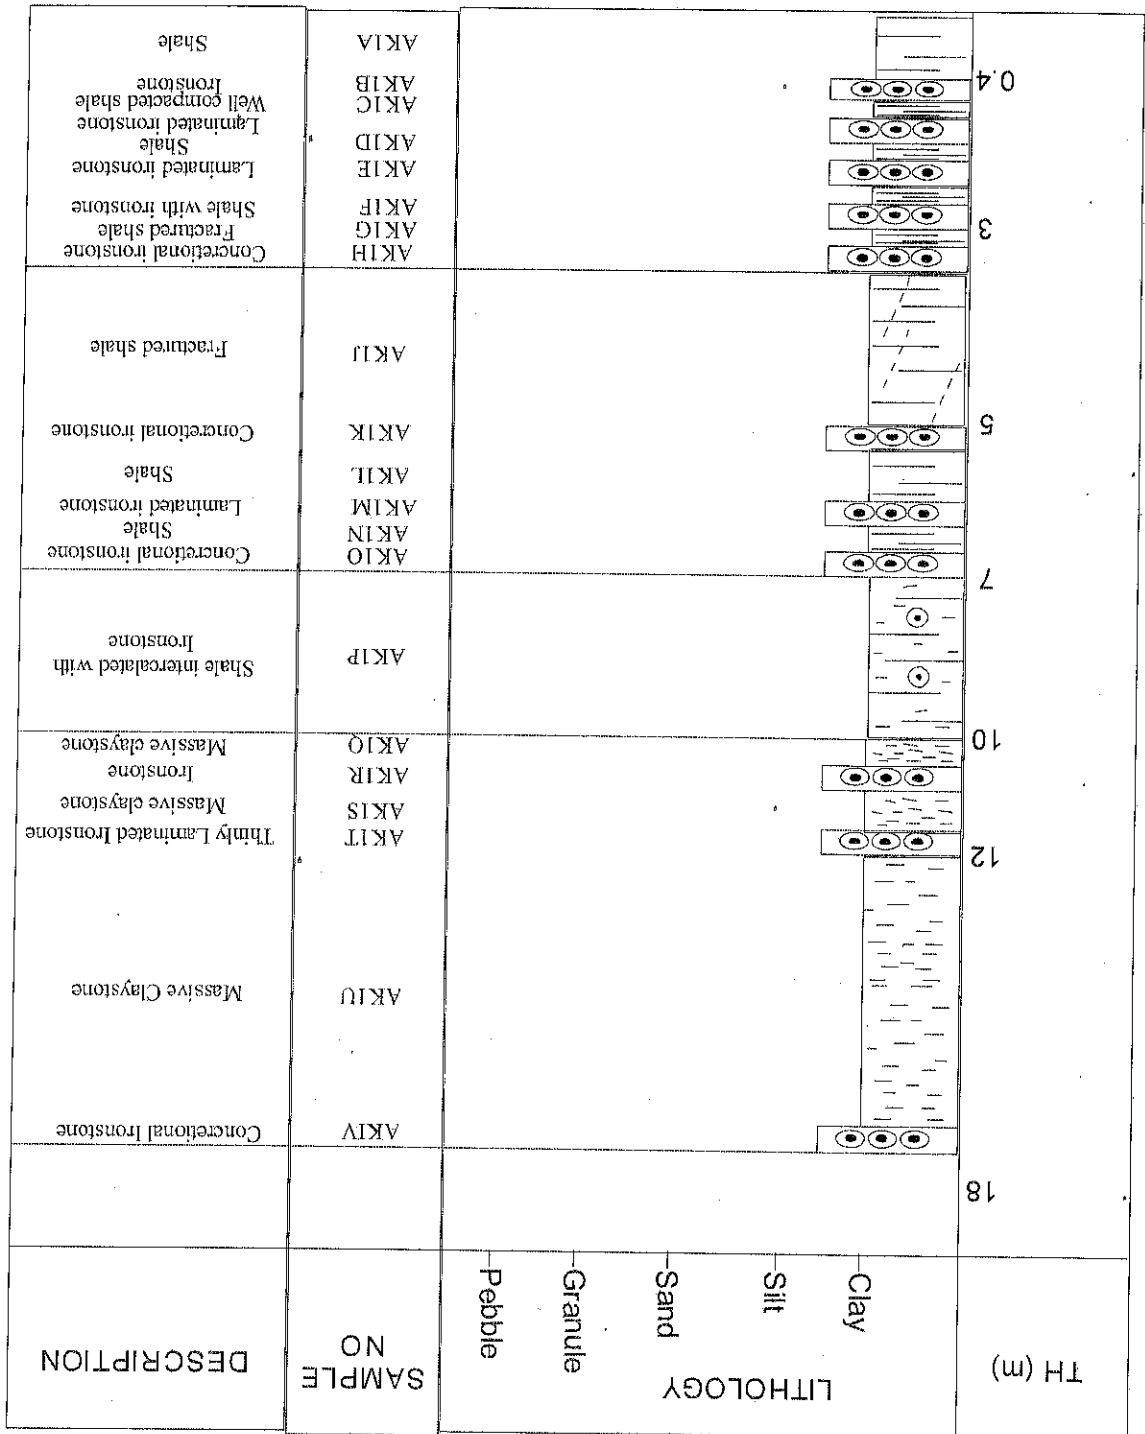 TH (m)
LITHOLOGY
SAMPLE
NO
DESCRIPTION
Clay
Silt
Sand
Granule
Pebble
18
AKIV Concretional Ironstone
AK1U Massive Claystone
12
AK1T Thinly Laminated Ironstone
AK1S Massive claystone
AK1R Ironstone
10
AK1Q Massive claystone
AK1P Shale intercalated with
Ironstone
7
AK1O Concretional ironstone
AK1N Shale
AK1M Laminated ironstone
AK1L Shale
AK1K Concretional ironstone
5
AK1J Fractured shale
AK1H Concretional ironstone
3
AK1G Fractured shale
AK1F Shale with ironstone
AK1E Laminated ironstone
Shale
AK1D
Laminated ironstone
AK1C Well compacted shale
AK1B Ironstone
0.4
AK1A Shale